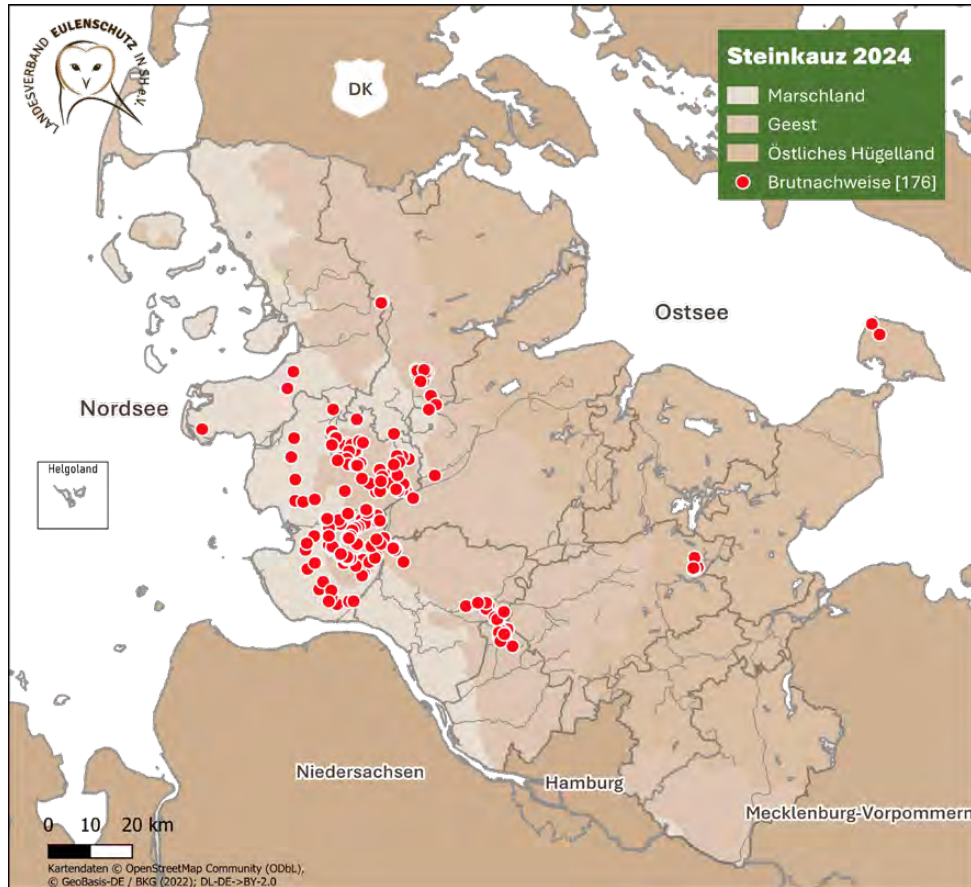 LANDESVERBAND EULENSCHUTZ IN SH e.V.
DK
Steinkauz 2024
Marschland
Geest
Östliches Hügelland
Brutnachweise [176]
Ostsee
Nordsee
Helgoland
Niedersachsen
Hamburg
Mecklenburg-Vorpommern
0 10 20 km
Kartendaten © OpenStreetMap Community (ODbL),
© GeoBasis-DE / BKG (2022); DL-DE->BY-2.0